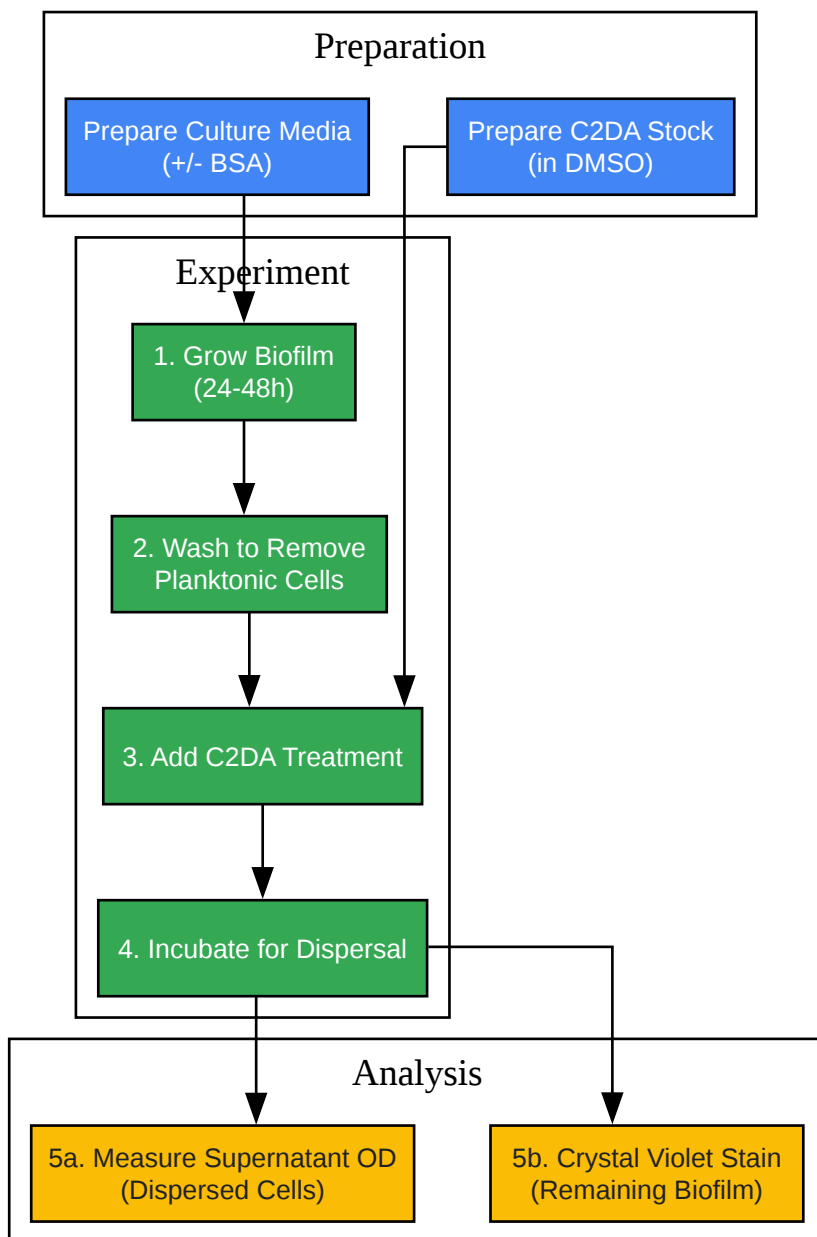 Preparation
Prepare Culture Media
(+/- BSA)
Prepare C2DA Stock
(in DMSO)
Experiment
1. Grow Biofilm
(24-48h)
2. Wash to Remove
Planktonic Cells
3. Add C2DA Treatment
4. Incubate for Dispersal
Analysis
5a. Measure Supernatant OD
(Dispersed Cells)
5b. Crystal Violet Stain
(Remaining Biofilm)